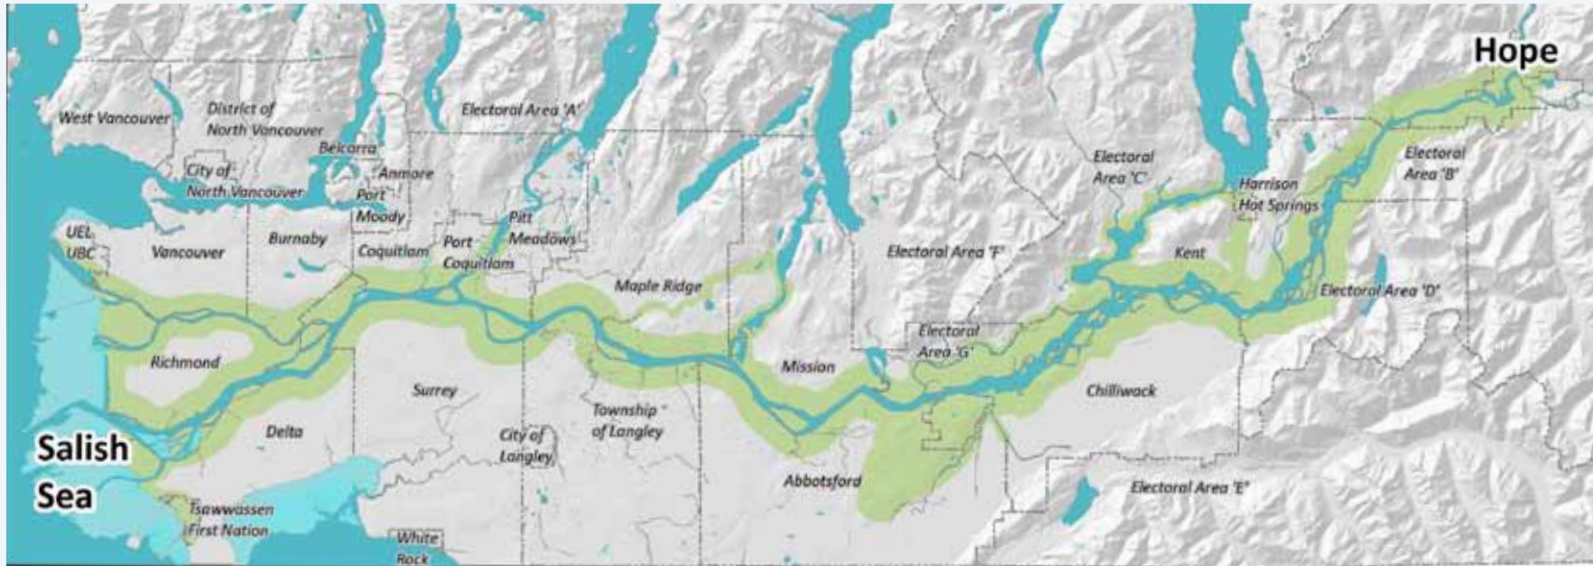 Hope
West Vancouver
District of
North Vancouver
Electoral Area 'A'
Belcarra
City of
North Vancouver
Anmore
Port
Moody
Electoral
Area 'C'
Electoral
Area 'B'
Harrison
Hot Springs
UEL
UBC
Vancouver
Burnaby
Coquitlam
Port
Coquitlam
Pitt
Meadows
Electoral Area 'F'
Kent
Maple Ridge
Electoral Area 'D'
Richmond
Electoral
Area 'G'
Mission
Surrey
Chilliwack
Township
of Langley
Delta
City of
Langley
Salish
Sea
Abbotsford
Electoral Area 'E'
Tsawwassen
First Nation
White
Rock